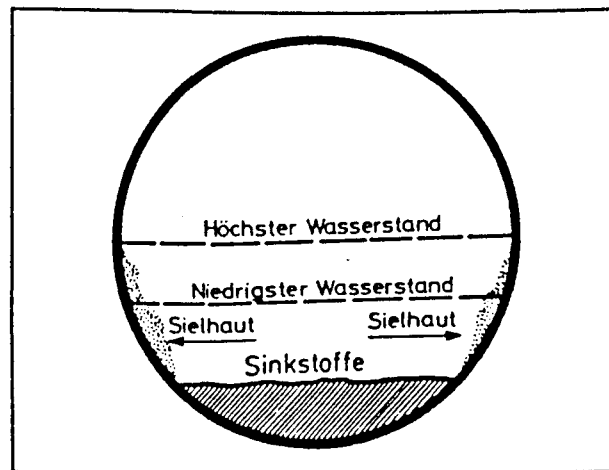 Höchster Wasserstand
Niedrigster Wasserstand
Sielhaut Sielhaut
Sinkstoffe